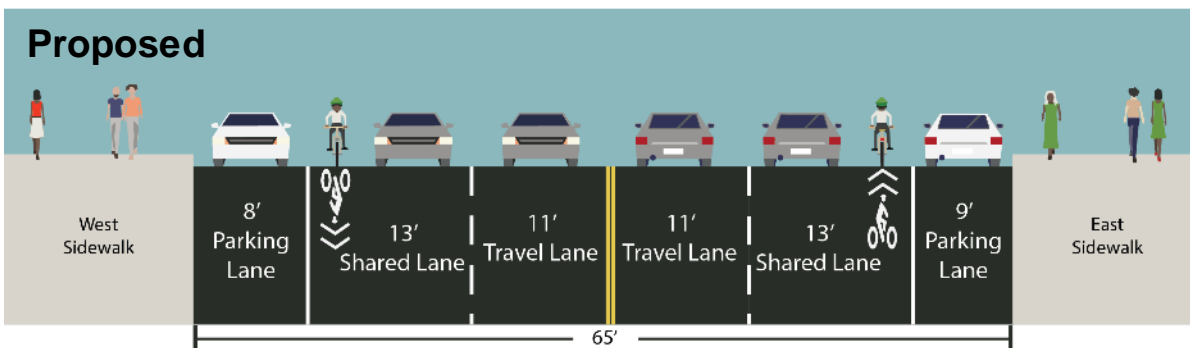 Proposed
West
Sidewalk
8'
Parking
Lane
13'
Shared Lane
11'
Travel Lane
11'
Travel Lane
13'
Shared Lane
9'
Parking
Lane
East
Sidewalk
65'